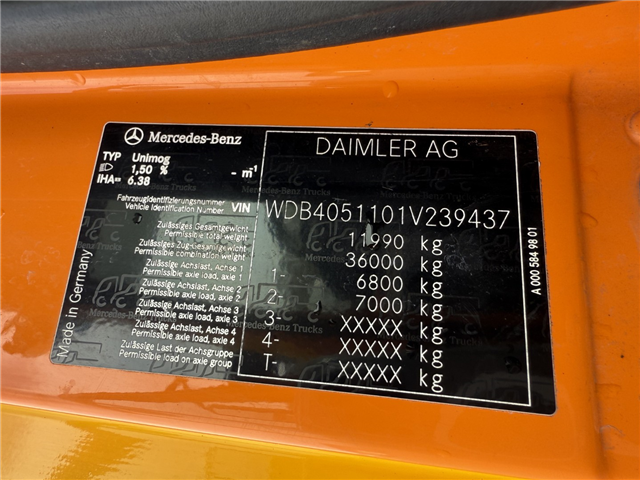 Mercedes-Benz
TYP Unimog
1,50 % - m⁻¹
IHA= 6.38
DAIMLER AG
Fahrzeugidentifizierungsnummer
Vehicle Identification Number VIN WDB4051101V239437
Zulässiges Gesamtgewicht
Permissible total weight 11990 kg
Zulässiges Zug-Gesamtgewicht
Permissible combination weight 36000 kg
Zulässige Achslast, Achse 1
Permissible axle load, axle 1 1- 6800 kg
Zulässige Achslast, Achse 2
Permissible axle load, axle 2 2- 7000 kg
Zulässige Achslast, Achse 3
Permissible axle load, axle 3 3- XXXXX kg
Zulässige Achslast, Achse 4
Permissible axle load, axle 4 4- XXXXX kg
Zulässige Last der Achsgruppe
Permissible load on axle group T- XXXXX kg
Made in Germany
A 000 584 98 01
Mercedes-Benz Trucks